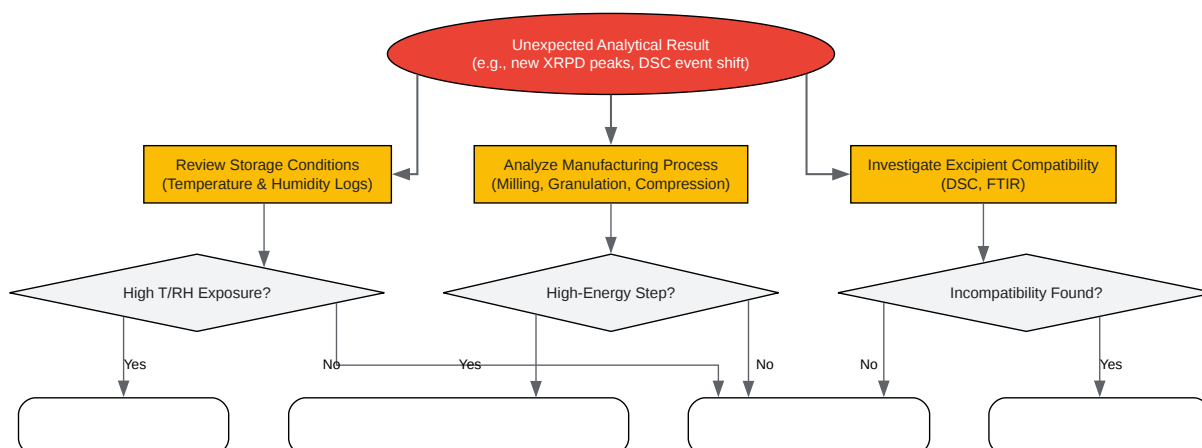 Unexpected Analytical Result
(e.g., new XRPD peaks, DSC event shift)
Review Storage Conditions
(Temperature & Humidity Logs)
Analyze Manufacturing Process
(Milling, Granulation, Compression)
Investigate Excipient Compatibility
(DSC, FTIR)
High T/RH Exposure?
High-Energy Step?
Incompatibility Found?
Yes
No
Yes
No
No
Yes